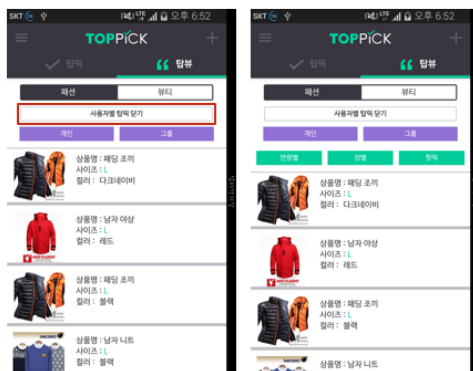 SKT LTE 오후 6:52
TOPPICK
탑픽 탑뷰
패션 뷰티
사용자별 탑픽 닫기
개인 그룹
상품명 : 패딩 조끼
사이즈 : L
컬러 : 다크네이비
상품명 : 남자 야상
사이즈 : L
컬러 : 레드
상품명 : 패딩 조끼
사이즈 : L
컬러 : 블랙
상품명 : 남자 니트
사이즈 : L
컬러 : 블랙
SKT LTE 오후 6:52
TOPPICK
탑픽 탑뷰
패션 뷰티
사용자별 탑픽 닫기
개인 그룹
연령별 성별 핫픽
상품명 : 패딩 조끼
사이즈 : L
컬러 : 다크네이비
상품명 : 남자 야상
사이즈 : L
컬러 : 레드
상품명 : 패딩 조끼
사이즈 : L
컬러 : 블랙
상품명 : 남자 니트